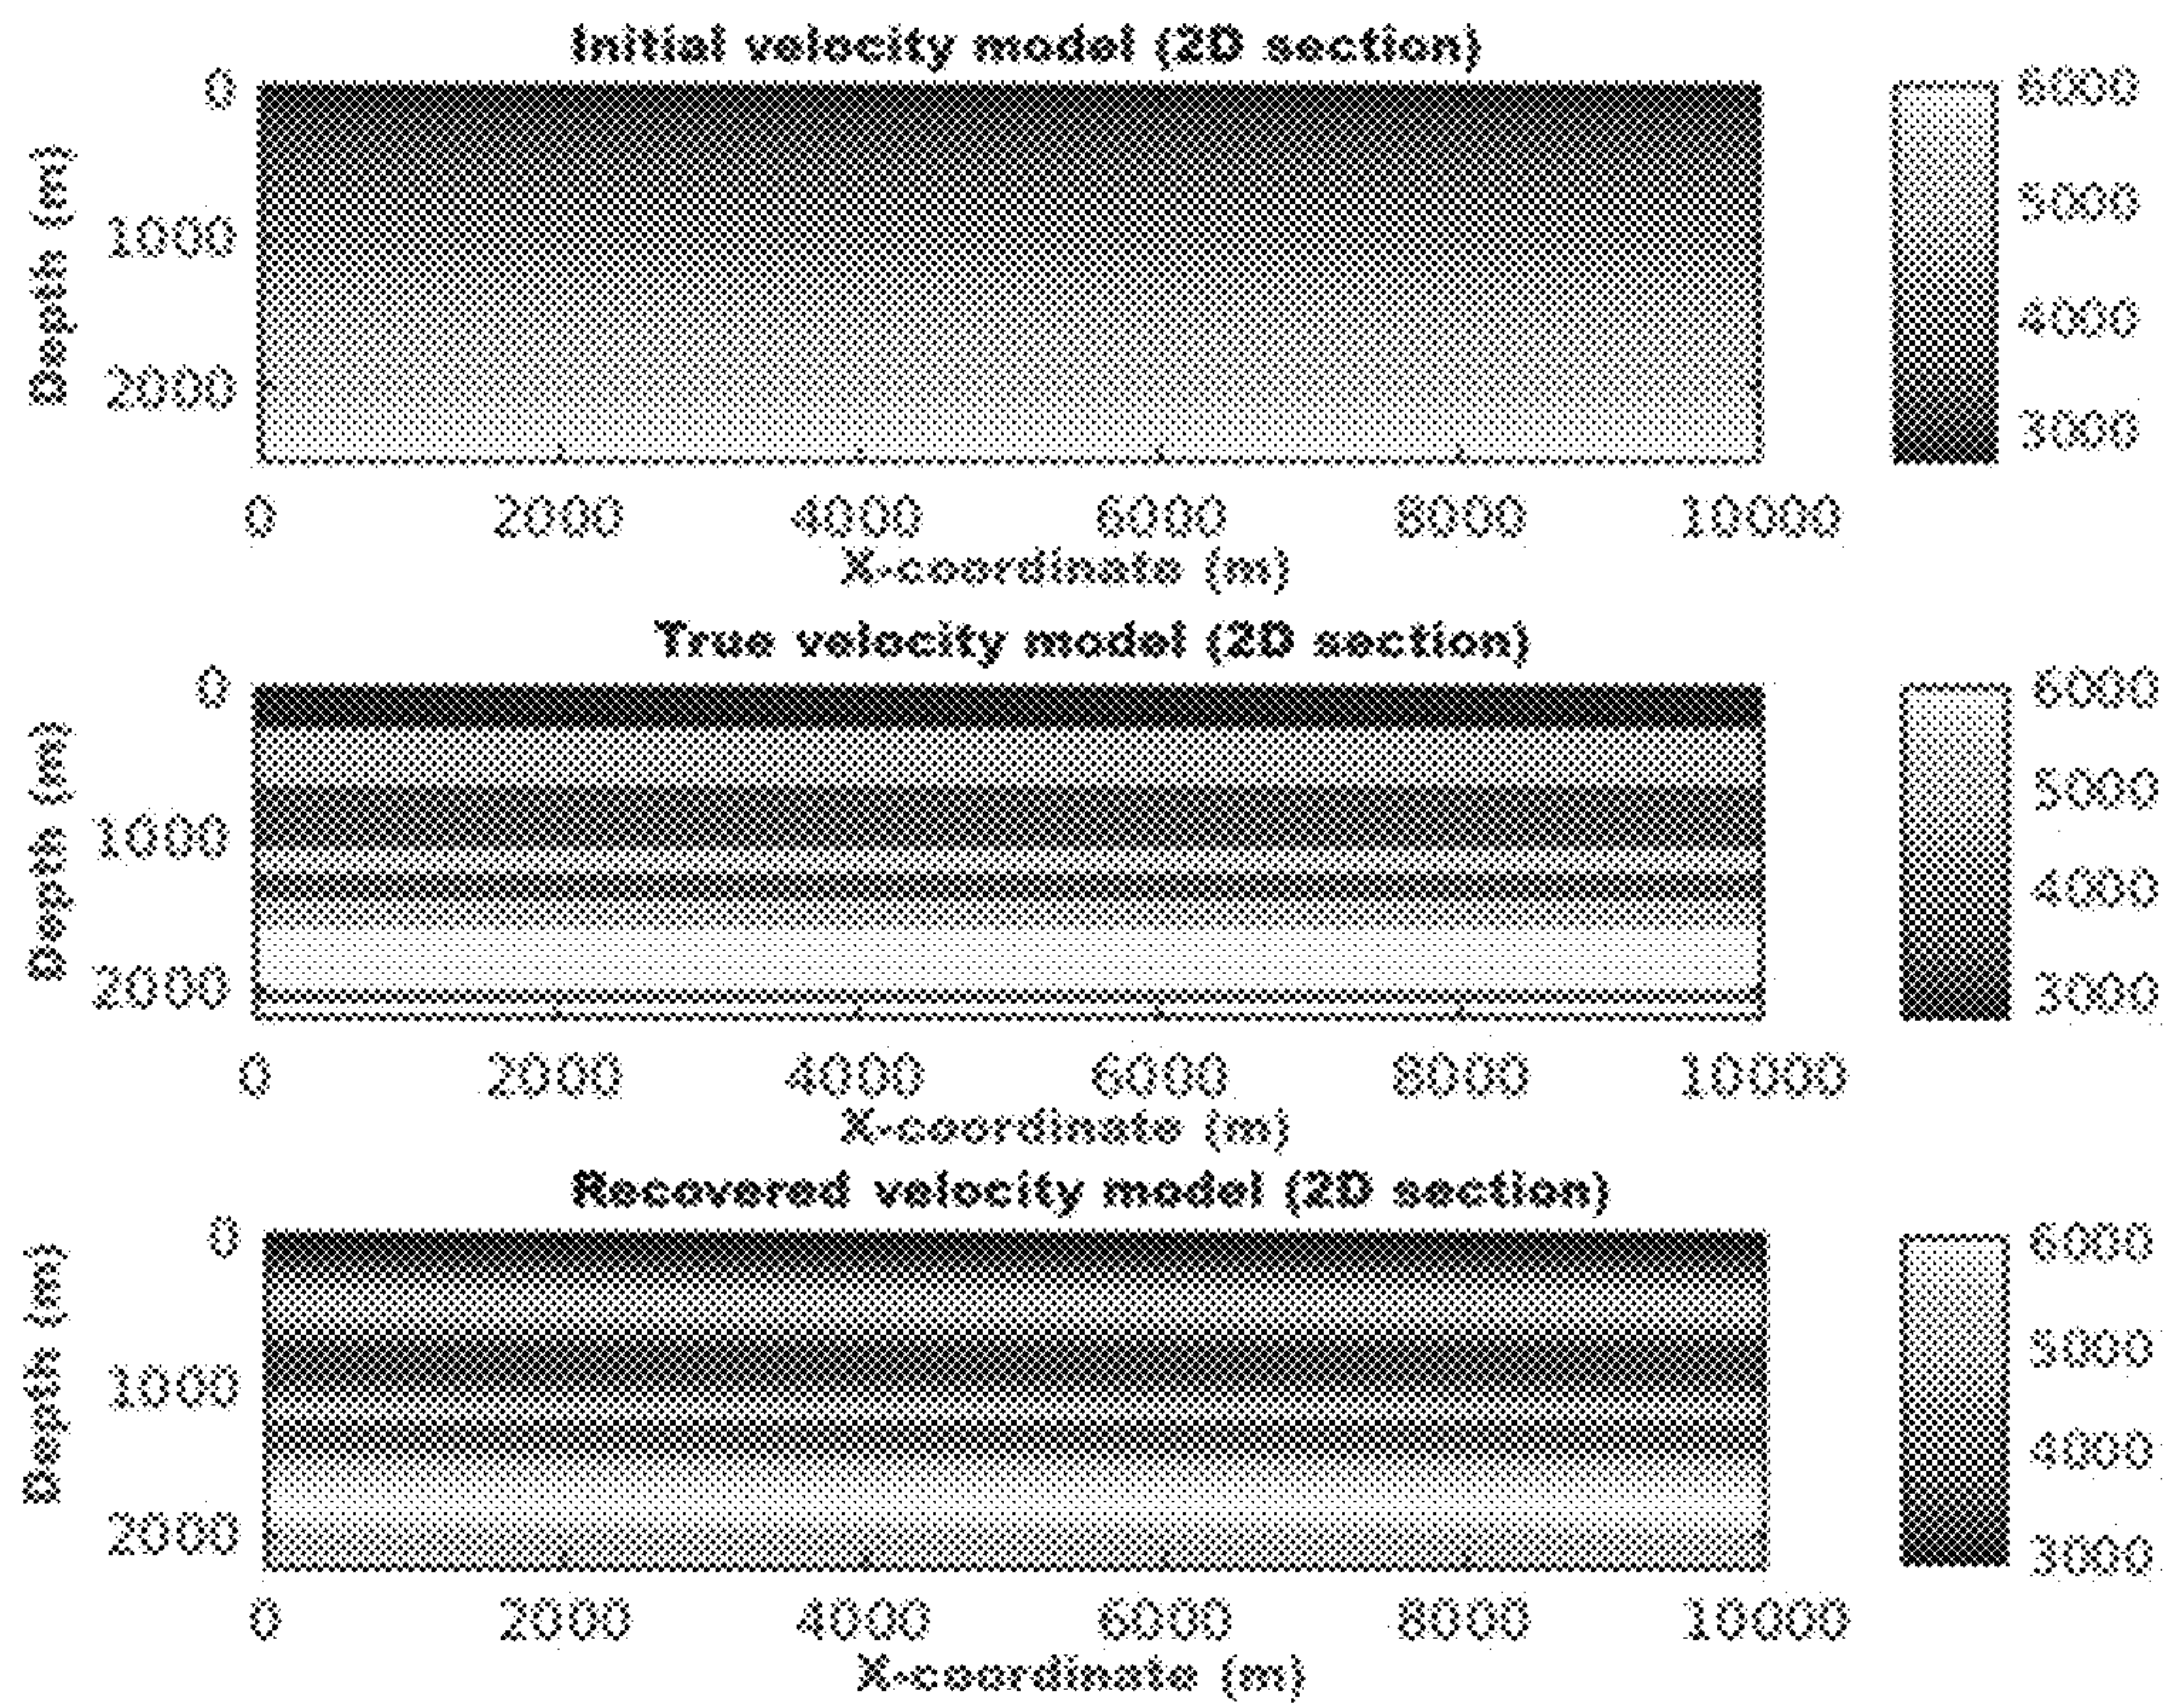 Initial velocity model (2D section)
0
1000
2000
Depth (m)
0 2000 4000 6000 8000 10000
X-coordinate (m)
6000
5000
4000
3000
True velocity model (2D section)
0
1000
2000
Depth (m)
0 2000 4000 6000 8000 10000
X-coordinate (m)
6000
5000
4000
3000
Recovered velocity model (2D section)
0
1000
2000
Depth (m)
0 2000 4000 6000 8000 10000
X-coordinate (m)
6000
5000
4000
3000